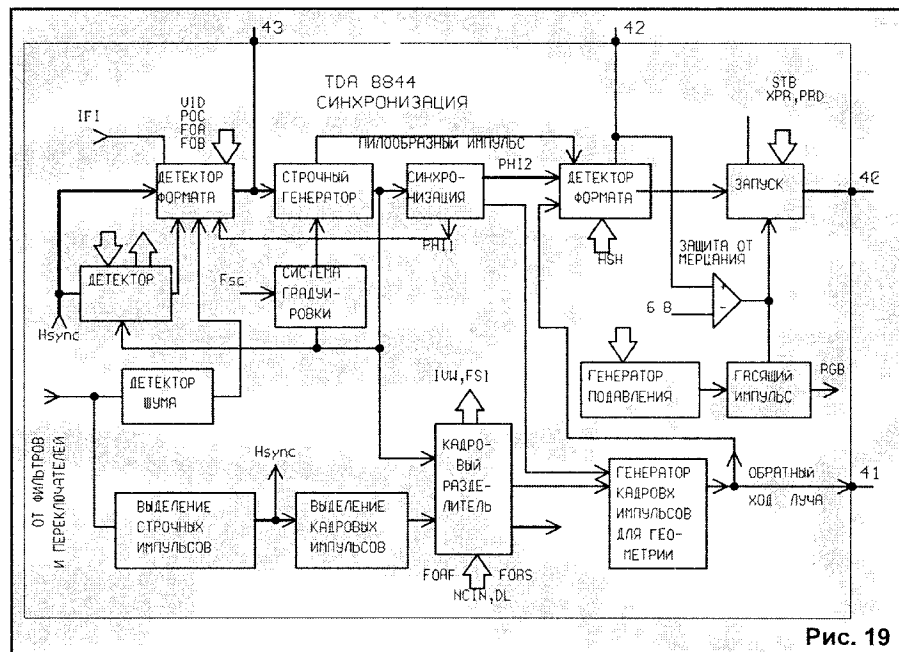 43
42
TDA 8844
СИНХРОНИЗАЦИЯ
STB
XPR,PRD
IFI
VID
POC
FOA
FOB
ПИЛООБРАЗНЫЙ ИМПУЛЬС
PHI2
ДЕТЕКТОР
ФОРМАТА
СТРОЧНЫЙ
ГЕНЕРАТОР
СИНХРО-
НИЗАЦИЯ
ДЕТЕКТОР
ФОРМАТА
ЗАПУСК
40
PHI1
HSH
ЗАЩИТА ОТ
МЕРЦАНИЯ
ДЕТЕКТОР
Fsc
СИСТЕМА
ГРАДУИ-
РОВКИ
+
-
6 В
Hsync
IVW,FSI
ГЕНЕРАТОР
ПОДАВЛЕНИЯ
ГАСЯЩИЙ
ИМПУЛЬС
RGB
ДЕТЕКТОР
ШУМА
ОТ ФИЛЬТРОВ
И ПЕРЕКЛЮЧАТЕЛЕЙ
Hsync
КАДРО-
ВЫЙ
РАЗДЕ-
ЛИТЕЛЬ
ГЕНЕРАТОР
КАДРОВХ
ИМПУЛЬСОВ
ДЛЯ ГЕО-
МЕТРИИ
ОБРАТНЫЙ
ХОД ЛУЧА
41
ВЫДЕЛЕНИЕ
СТРОЧНЫХ
ИМПУЛЬСОВ
ВЫДЕЛЕНИЕ
КАДРОВЫХ
ИМПУЛЬСОВ
FOAF FORS
NCIN,DL
Рис. 19